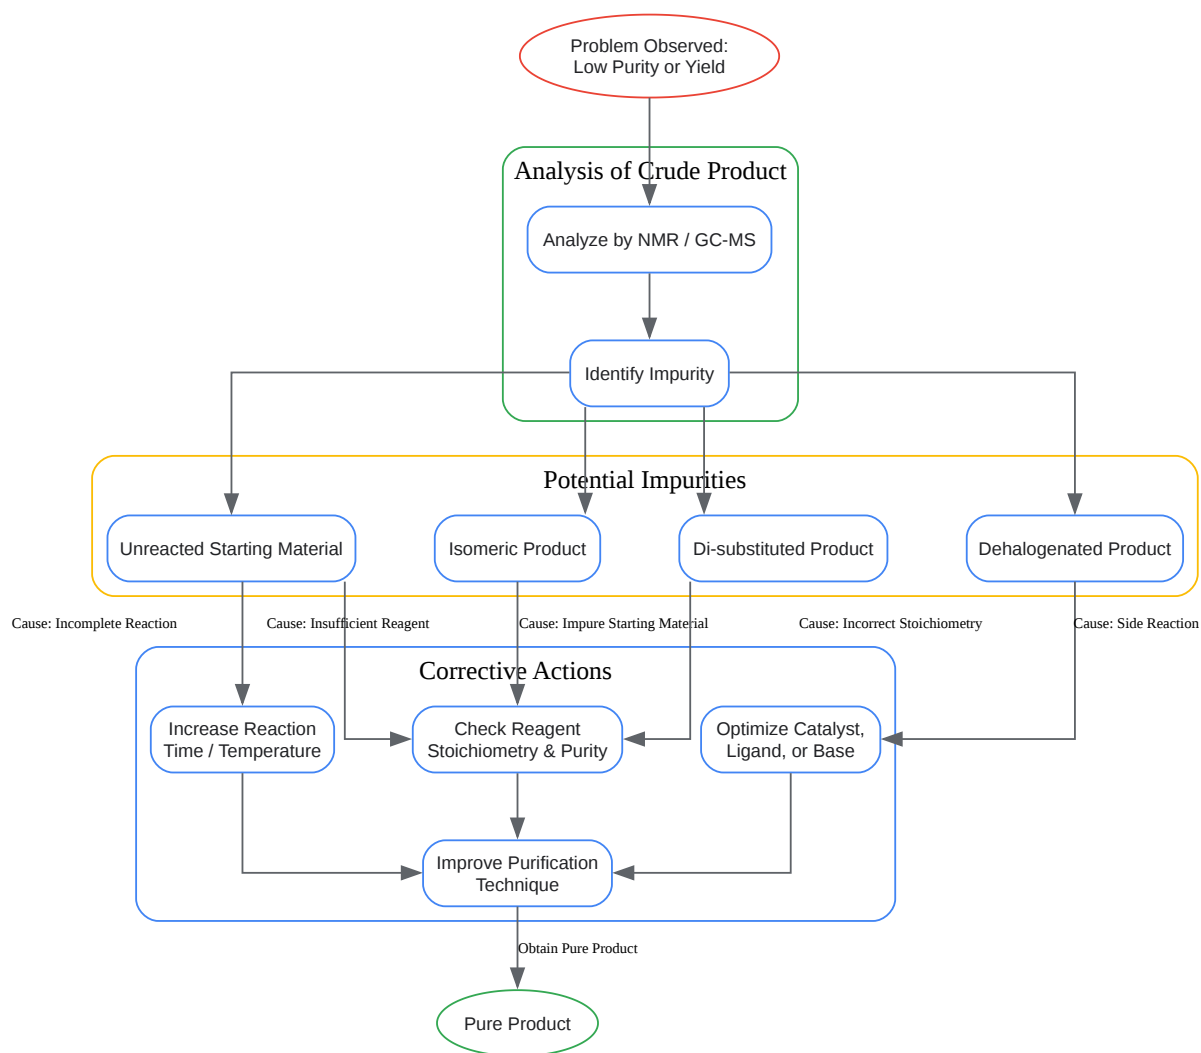 Problem Observed:
Low Purity or Yield
Analysis of Crude Product
Analyze by NMR / GC-MS
Identify Impurity
Potential Impurities
Unreacted Starting Material
Isomeric Product
Di-substituted Product
Dehalogenated Product
Cause: Incomplete Reaction
Cause: Insufficient Reagent
Cause: Impure Starting Material
Cause: Incorrect Stoichiometry
Cause: Side Reaction
Corrective Actions
Increase Reaction
Time / Temperature
Check Reagent
Stoichiometry & Purity
Optimize Catalyst,
Ligand, or Base
Improve Purification
Technique
Obtain Pure Product
Pure Product